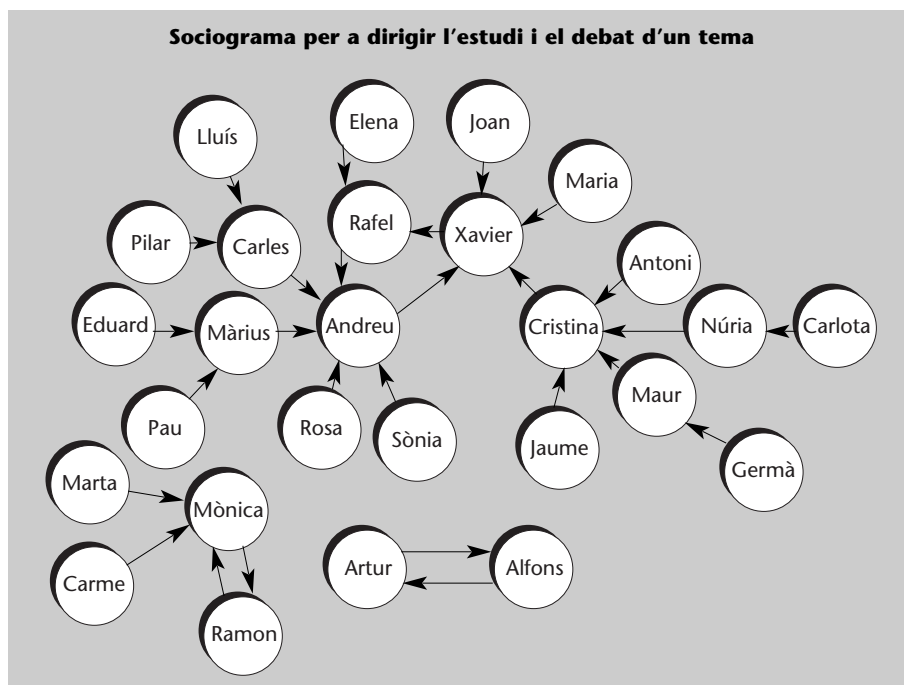 Sociograma per a dirigir l'estudi i el debat d'un tema
Lluís
Elena
Joan
Maria
Pilar
Carles
Rafel
Xavier
Antoni
Eduard
Màrius
Andreu
Cristina
Núria
Carlota
Pau
Rosa
Sònia
Jaume
Maur
Germà
Marta
Mònica
Carme
Ramon
Artur
Alfons